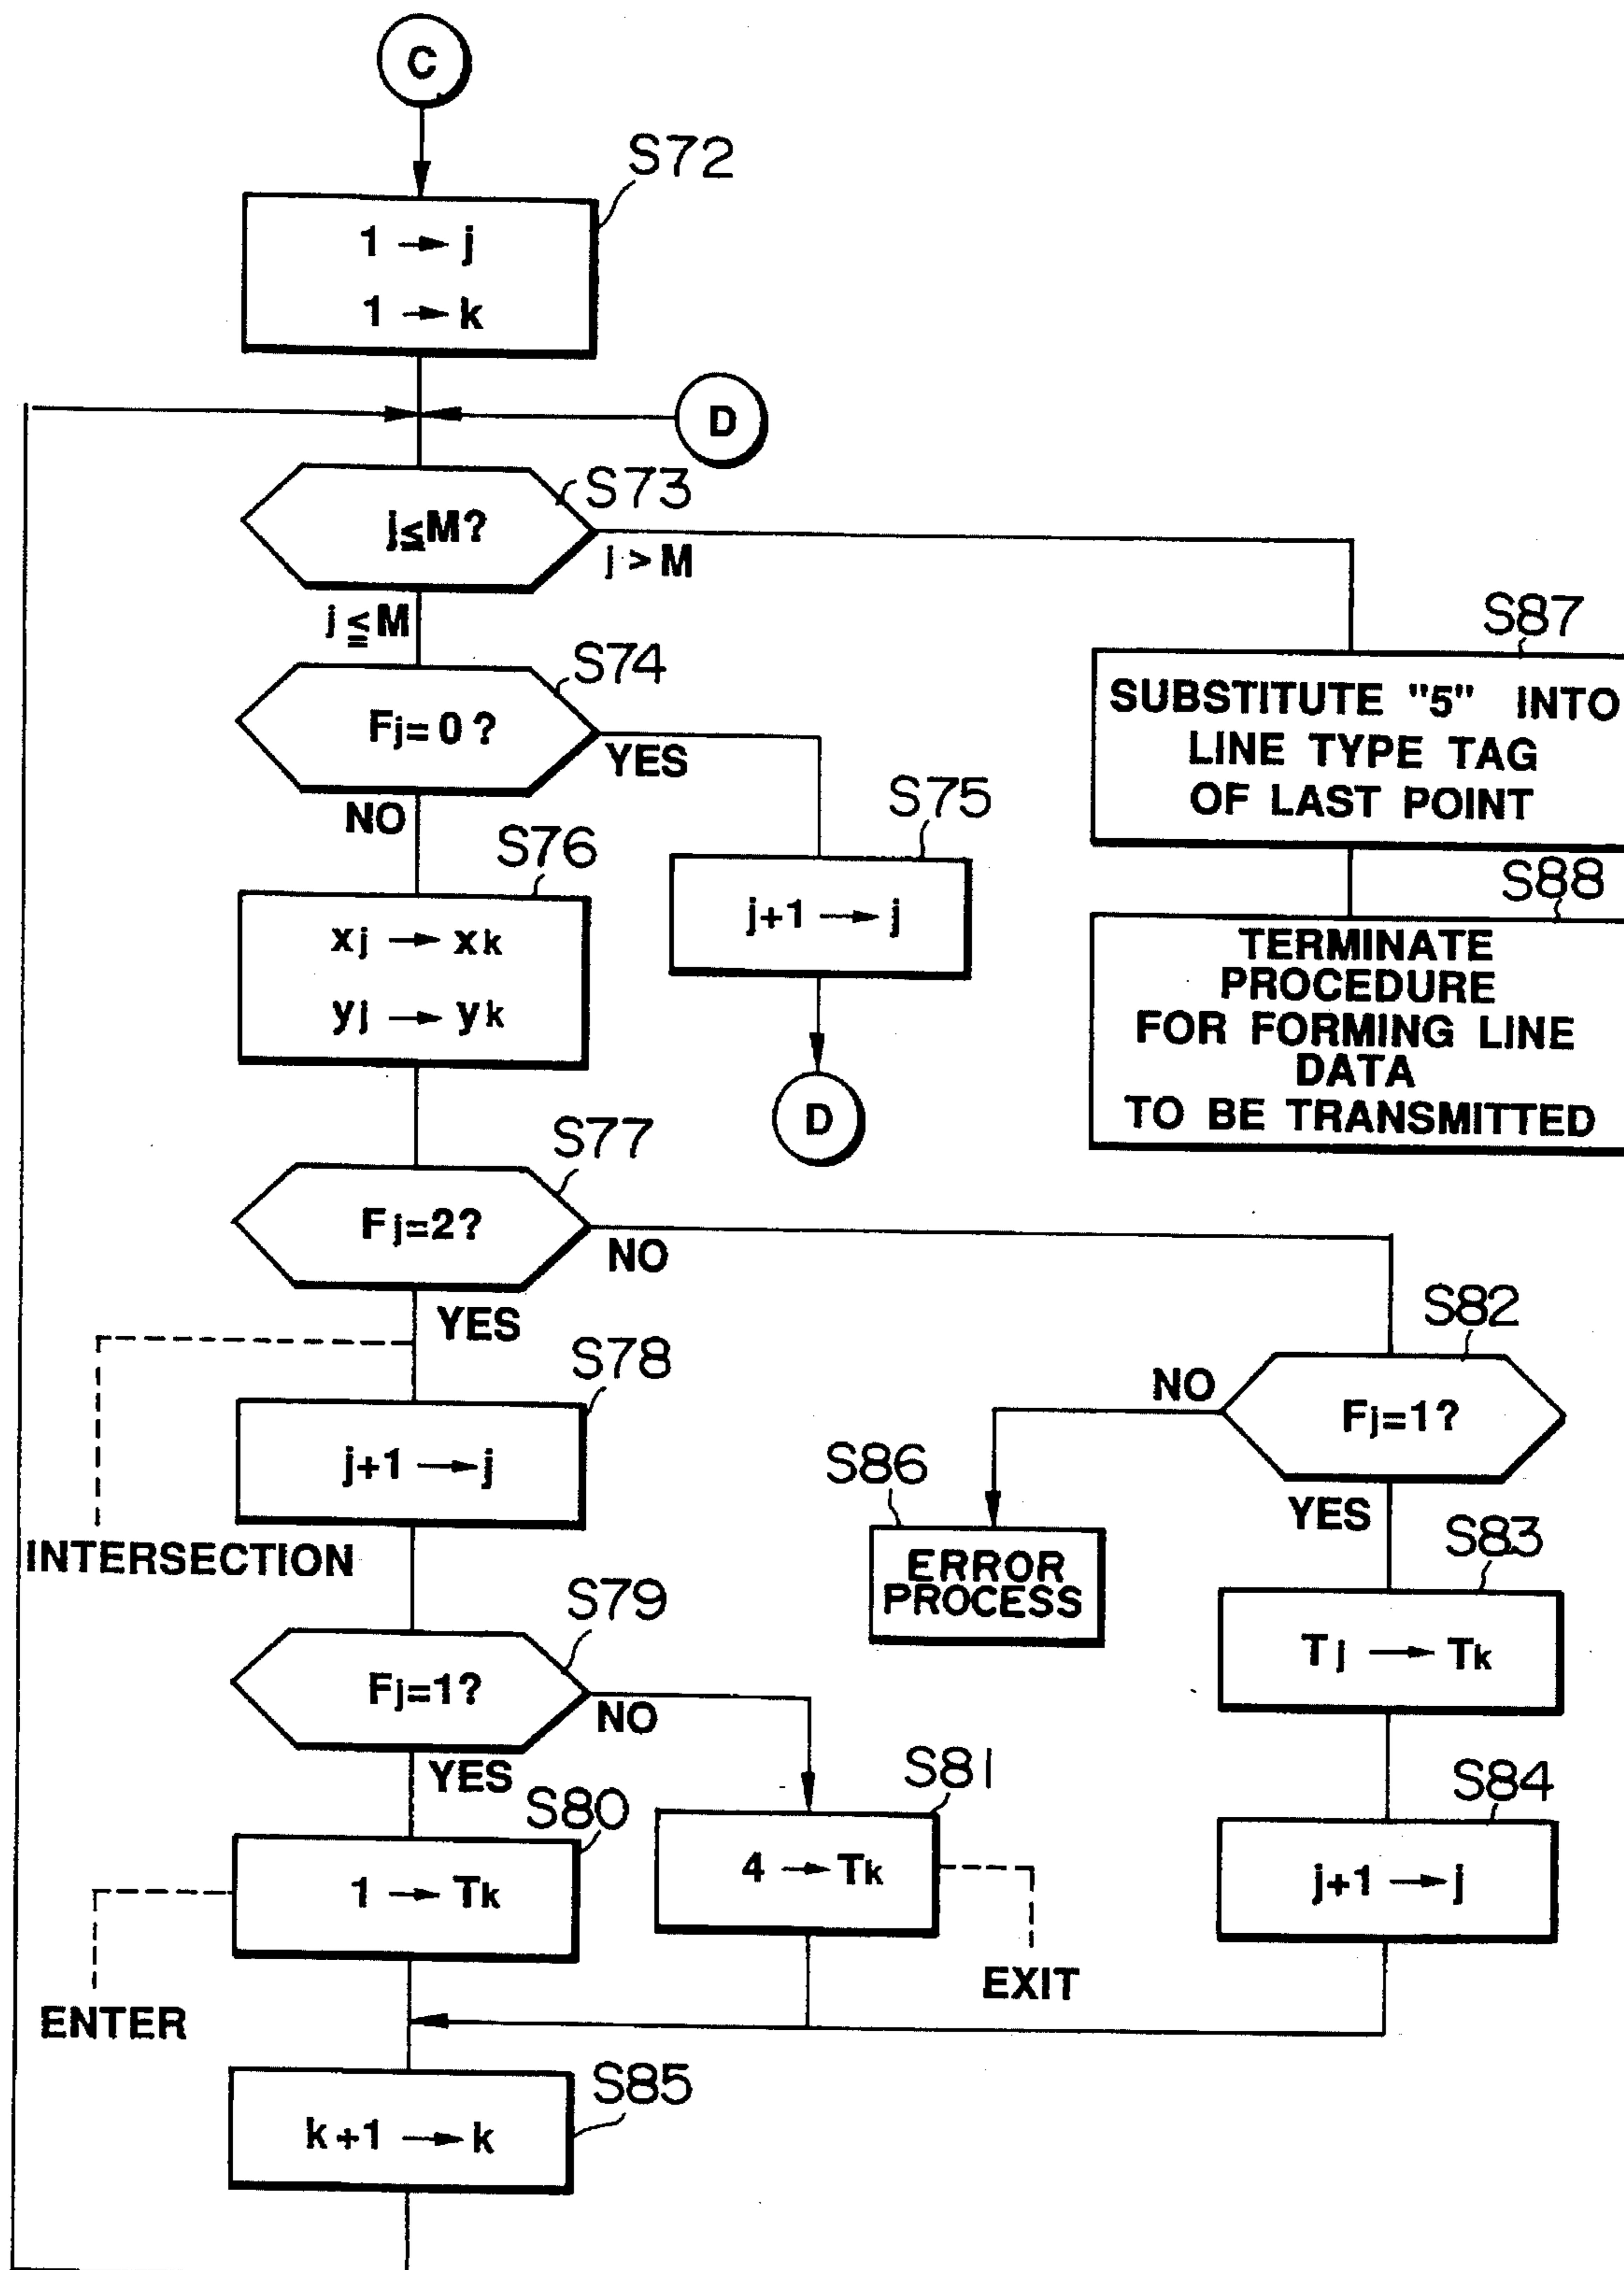 C
S72
1 → j
1 → k
D
S73
j≦M?
j > M
j ≦ M
S74
Fj=0?
YES
NO
S87
SUBSTITUTE "5" INTO
LINE TYPE TAG
OF LAST POINT
S75
j+1 → j
D
S76
xj → xk
yj → yk
S88
TERMINATE
PROCEDURE
FOR FORMING LINE
DATA
TO BE TRANSMITTED
S77
Fj=2?
NO
YES
INTERSECTION
S78
j+1 → j
S82
Fj=1?
NO
YES
S86
ERROR
PROCESS
S83
Tj → Tk
S79
Fj=1?
NO
YES
S80
1 → Tk
ENTER
S81
4 → Tk
EXIT
S84
j+1 → j
S85
k+1 → k